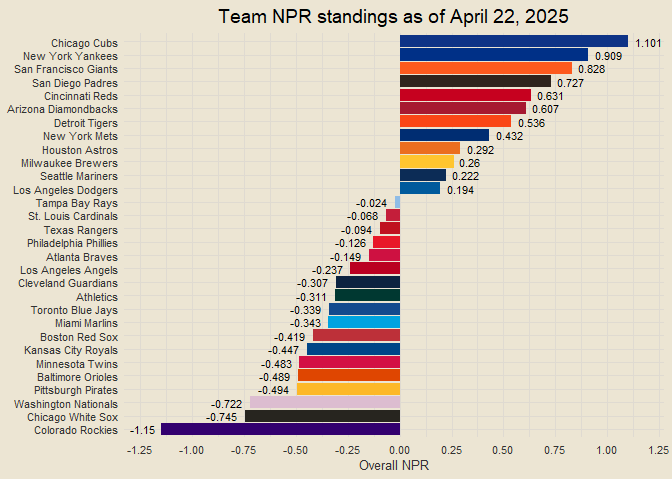 Team NPR standings as of April 22, 2025
Chicago Cubs 1.101
New York Yankees 0.909
San Francisco Giants 0.828
San Diego Padres 0.727
Cincinnati Reds 0.631
Arizona Diamondbacks 0.607
Detroit Tigers 0.536
New York Mets 0.432
Houston Astros 0.292
Milwaukee Brewers 0.26
Seattle Mariners 0.222
Los Angeles Dodgers 0.194
Tampa Bay Rays -0.024
St. Louis Cardinals -0.068
Texas Rangers -0.094
Philadelphia Phillies -0.126
Atlanta Braves -0.149
Los Angeles Angels -0.237
Cleveland Guardians -0.307
Athletics -0.311
Toronto Blue Jays -0.339
Miami Marlins -0.343
Boston Red Sox -0.419
Kansas City Royals -0.447
Minnesota Twins -0.483
Baltimore Orioles -0.489
Pittsburgh Pirates -0.494
Washington Nationals -0.722
Chicago White Sox -0.745
Colorado Rockies -1.15
-1.25 -1.00 -0.75 -0.50 -0.25 0.00 0.25 0.50 0.75 1.00 1.25
Overall NPR